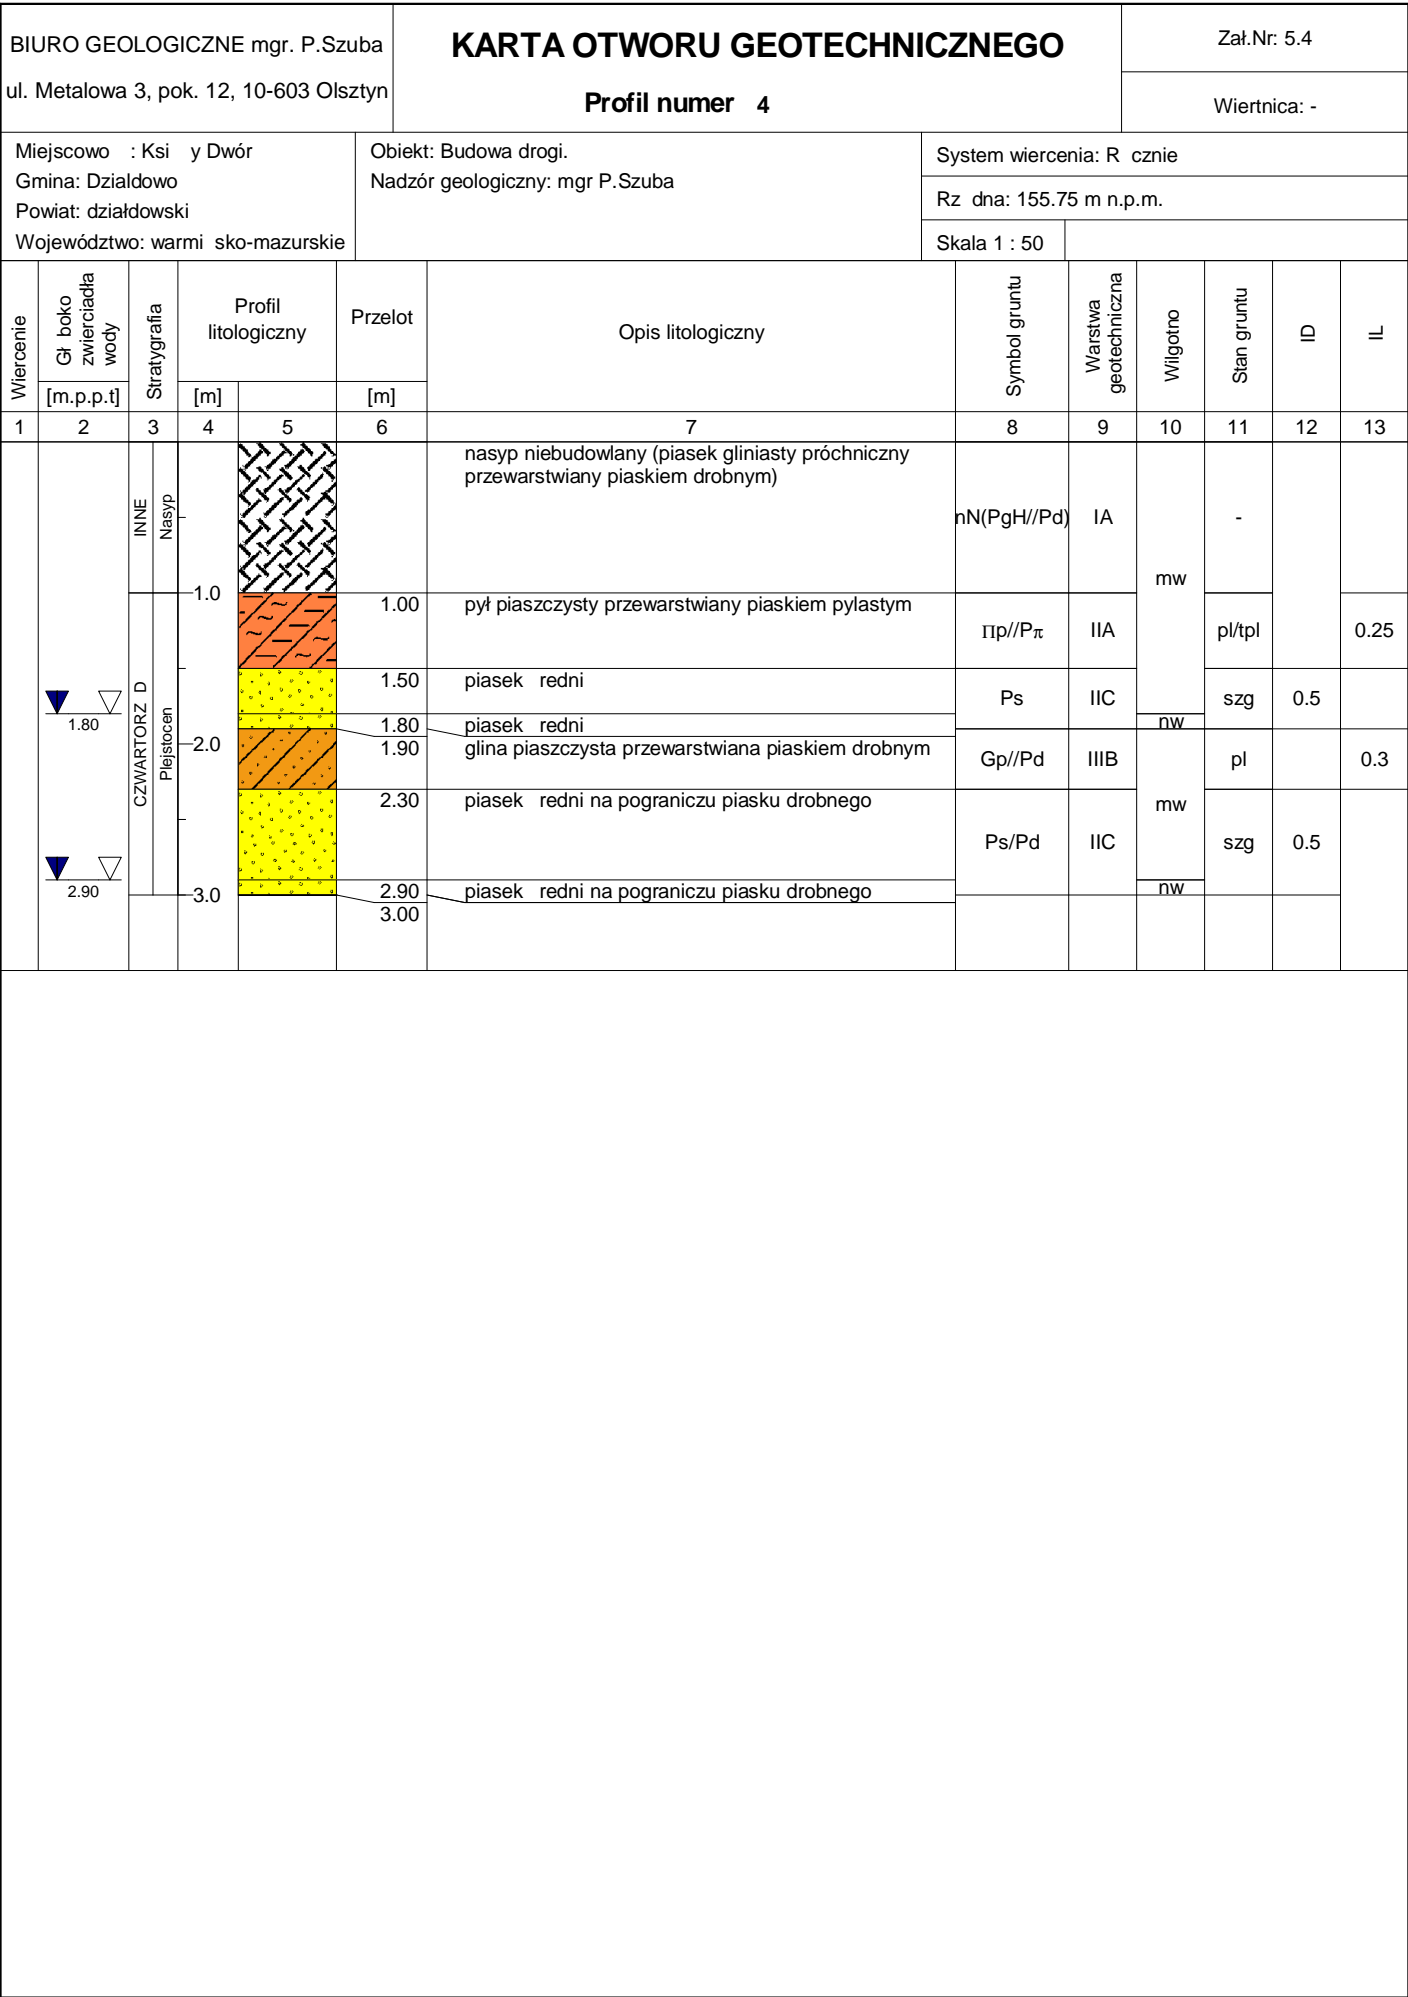 BIURO GEOLOGICZNE mgr. P.Szuba
ul. Metalowa 3, pok. 12, 10-603 Olsztyn
KARTA OTWORU GEOTECHNICZNEGO
Profil numer 4
Zał.Nr: 5.4
Wiertnica: -
Miejscowo : Ksi y Dwór
Gmina: Dzialdowo
Powiat: działdowski
Województwo: warmi sko-mazurskie
Obiekt: Budowa drogi.
Nadzór geologiczny: mgr P.Szuba
System wiercenia: R cznie
Rz dna: 155.75 m n.p.m.
Skala 1 : 50
Wiercenie
Gł boko
zwierciadła
wody
[m.p.p.t]
Stratygrafia
Profil
litologiczny
[m]
Przelot
[m]
Opis litologiczny
Symbol gruntu
Warstwa
geotechniczna
Wilgotno
Stan gruntu
ID
IL
1 2 3 4 5 6 7 8 9 10 11 12 13
INNE
Nasyp
nasyp niebudowlany (piasek gliniasty próchniczny
przewarstwiany piaskiem drobnym)
nN(PgH//Pd) IA -
mw
1.0
1.00 pył piaszczysty przewarstwiany piaskiem pylastym
Πp//Pπ IIA pl/tpl 0.25
CZWARTORZ D
Plejstocen
1.50 piasek redni
Ps IIC szg 0.5
1.80
1.80 piasek redni
nw
2.0
1.90 glina piaszczysta przewarstwiana piaskiem drobnym
Gp//Pd IIIB pl 0.3
2.30 piasek redni na pograniczu piasku drobnego
mw
Ps/Pd IIC szg 0.5
2.90
3.0
2.90 piasek redni na pograniczu piasku drobnego
nw
3.00